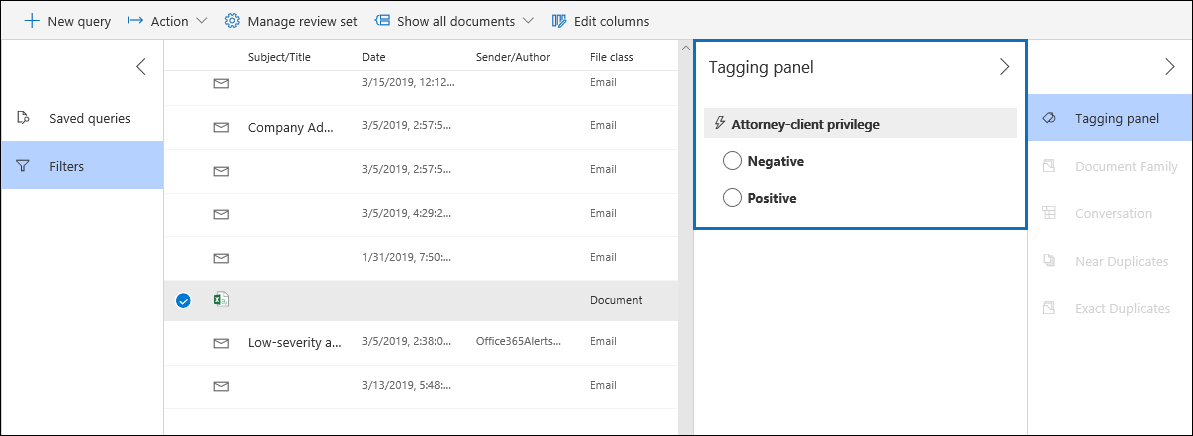 New query Action Manage review set Show all documents Edit columns
Subject/Title Date Sender/Author File class
3/15/2019, 12:12... Email
Company Ad... 3/5/2019, 2:57:5... Email
3/5/2019, 2:57:5... Email
3/5/2019, 4:29:2... Email
1/31/2019, 7:50:... Email
Document
Low-severity a... 3/5/2019, 2:38:0... Office365Alerts... Email
3/13/2019, 5:48:... Email
Saved queries
Filters
Tagging panel
Attorney-client privilege
Negative
Positive
Tagging panel
Document Family
Conversation
Near Duplicates
Exact Duplicates